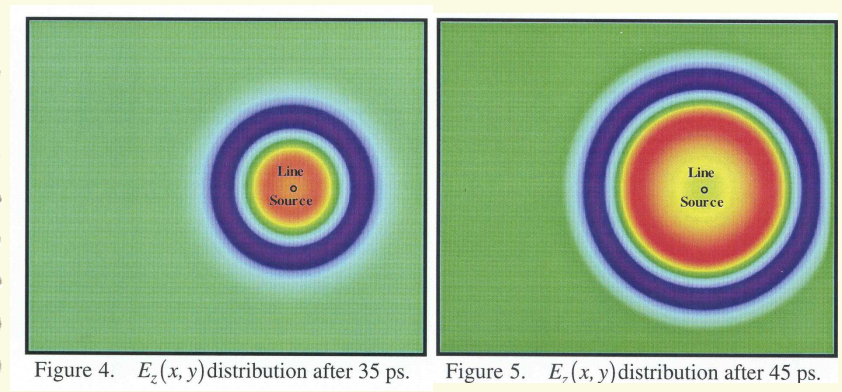 Line
Source
Figure 4. E_z(x, y) distribution after 35 ps.
Line
Source
Figure 5. E_z(x, y) distribution after 45 ps.